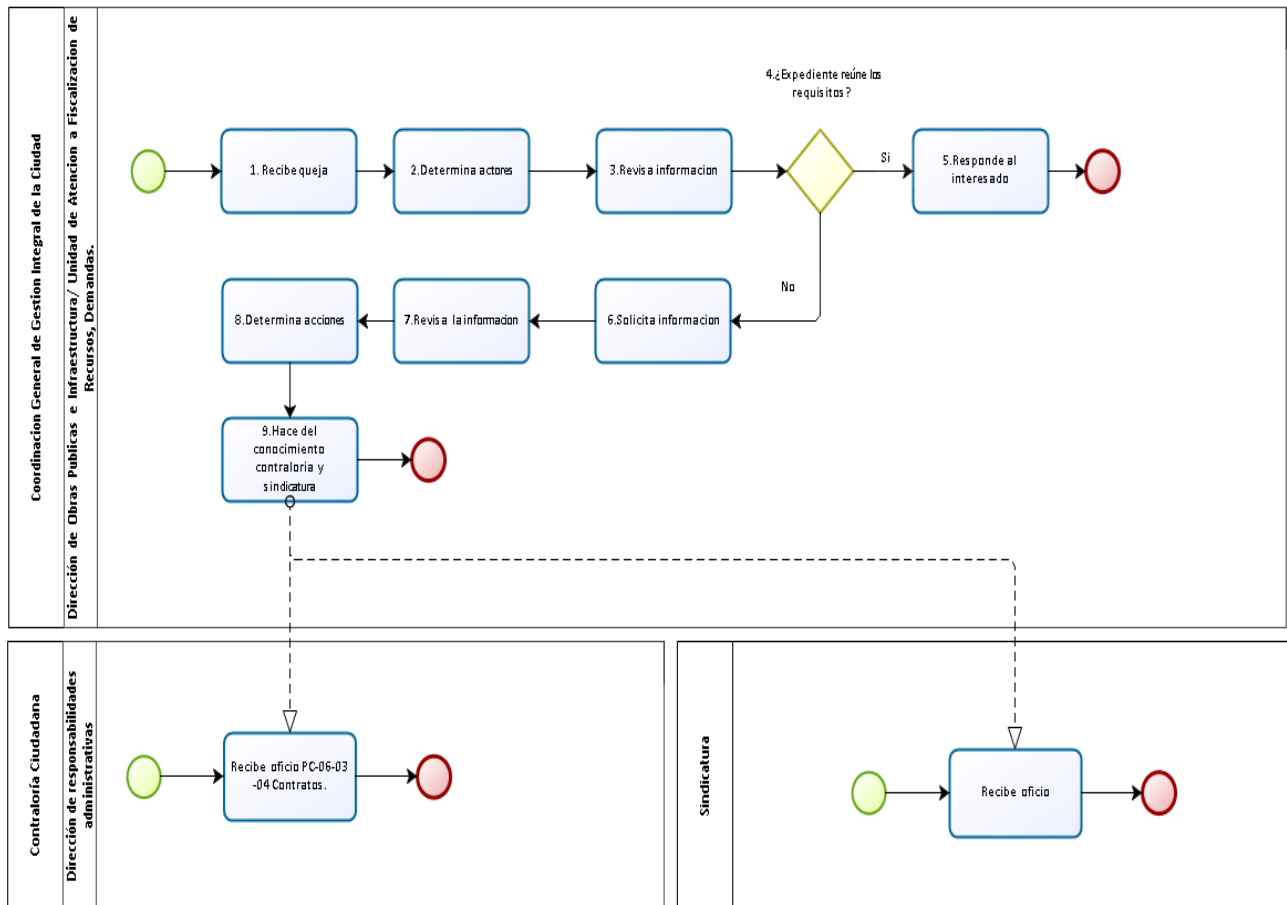 Coordinacion General de Gestion Integral de la Ciudad
Dirección de Obras Publicas e Infraestructura/ Unidad de Atencion a Fiscalizacion de
Recursos, Demandas.
4.¿Expediente reúne los
requisitos?
1. Recibe queja
2.Determina actores
3.Revisa informacion
Si
5.Responde al
interesado
No
8.Determina acciones
7.Revisa la informacion
6.Solicita informacion
9.Hace del
conocimiento
contraloria y
sindicatura
Contraloría Ciudadana
Dirección de responsabilidades
administrativas
Recibe oficio PC-06-03
-04 Contratos.
Sindicatura
Recibe oficio